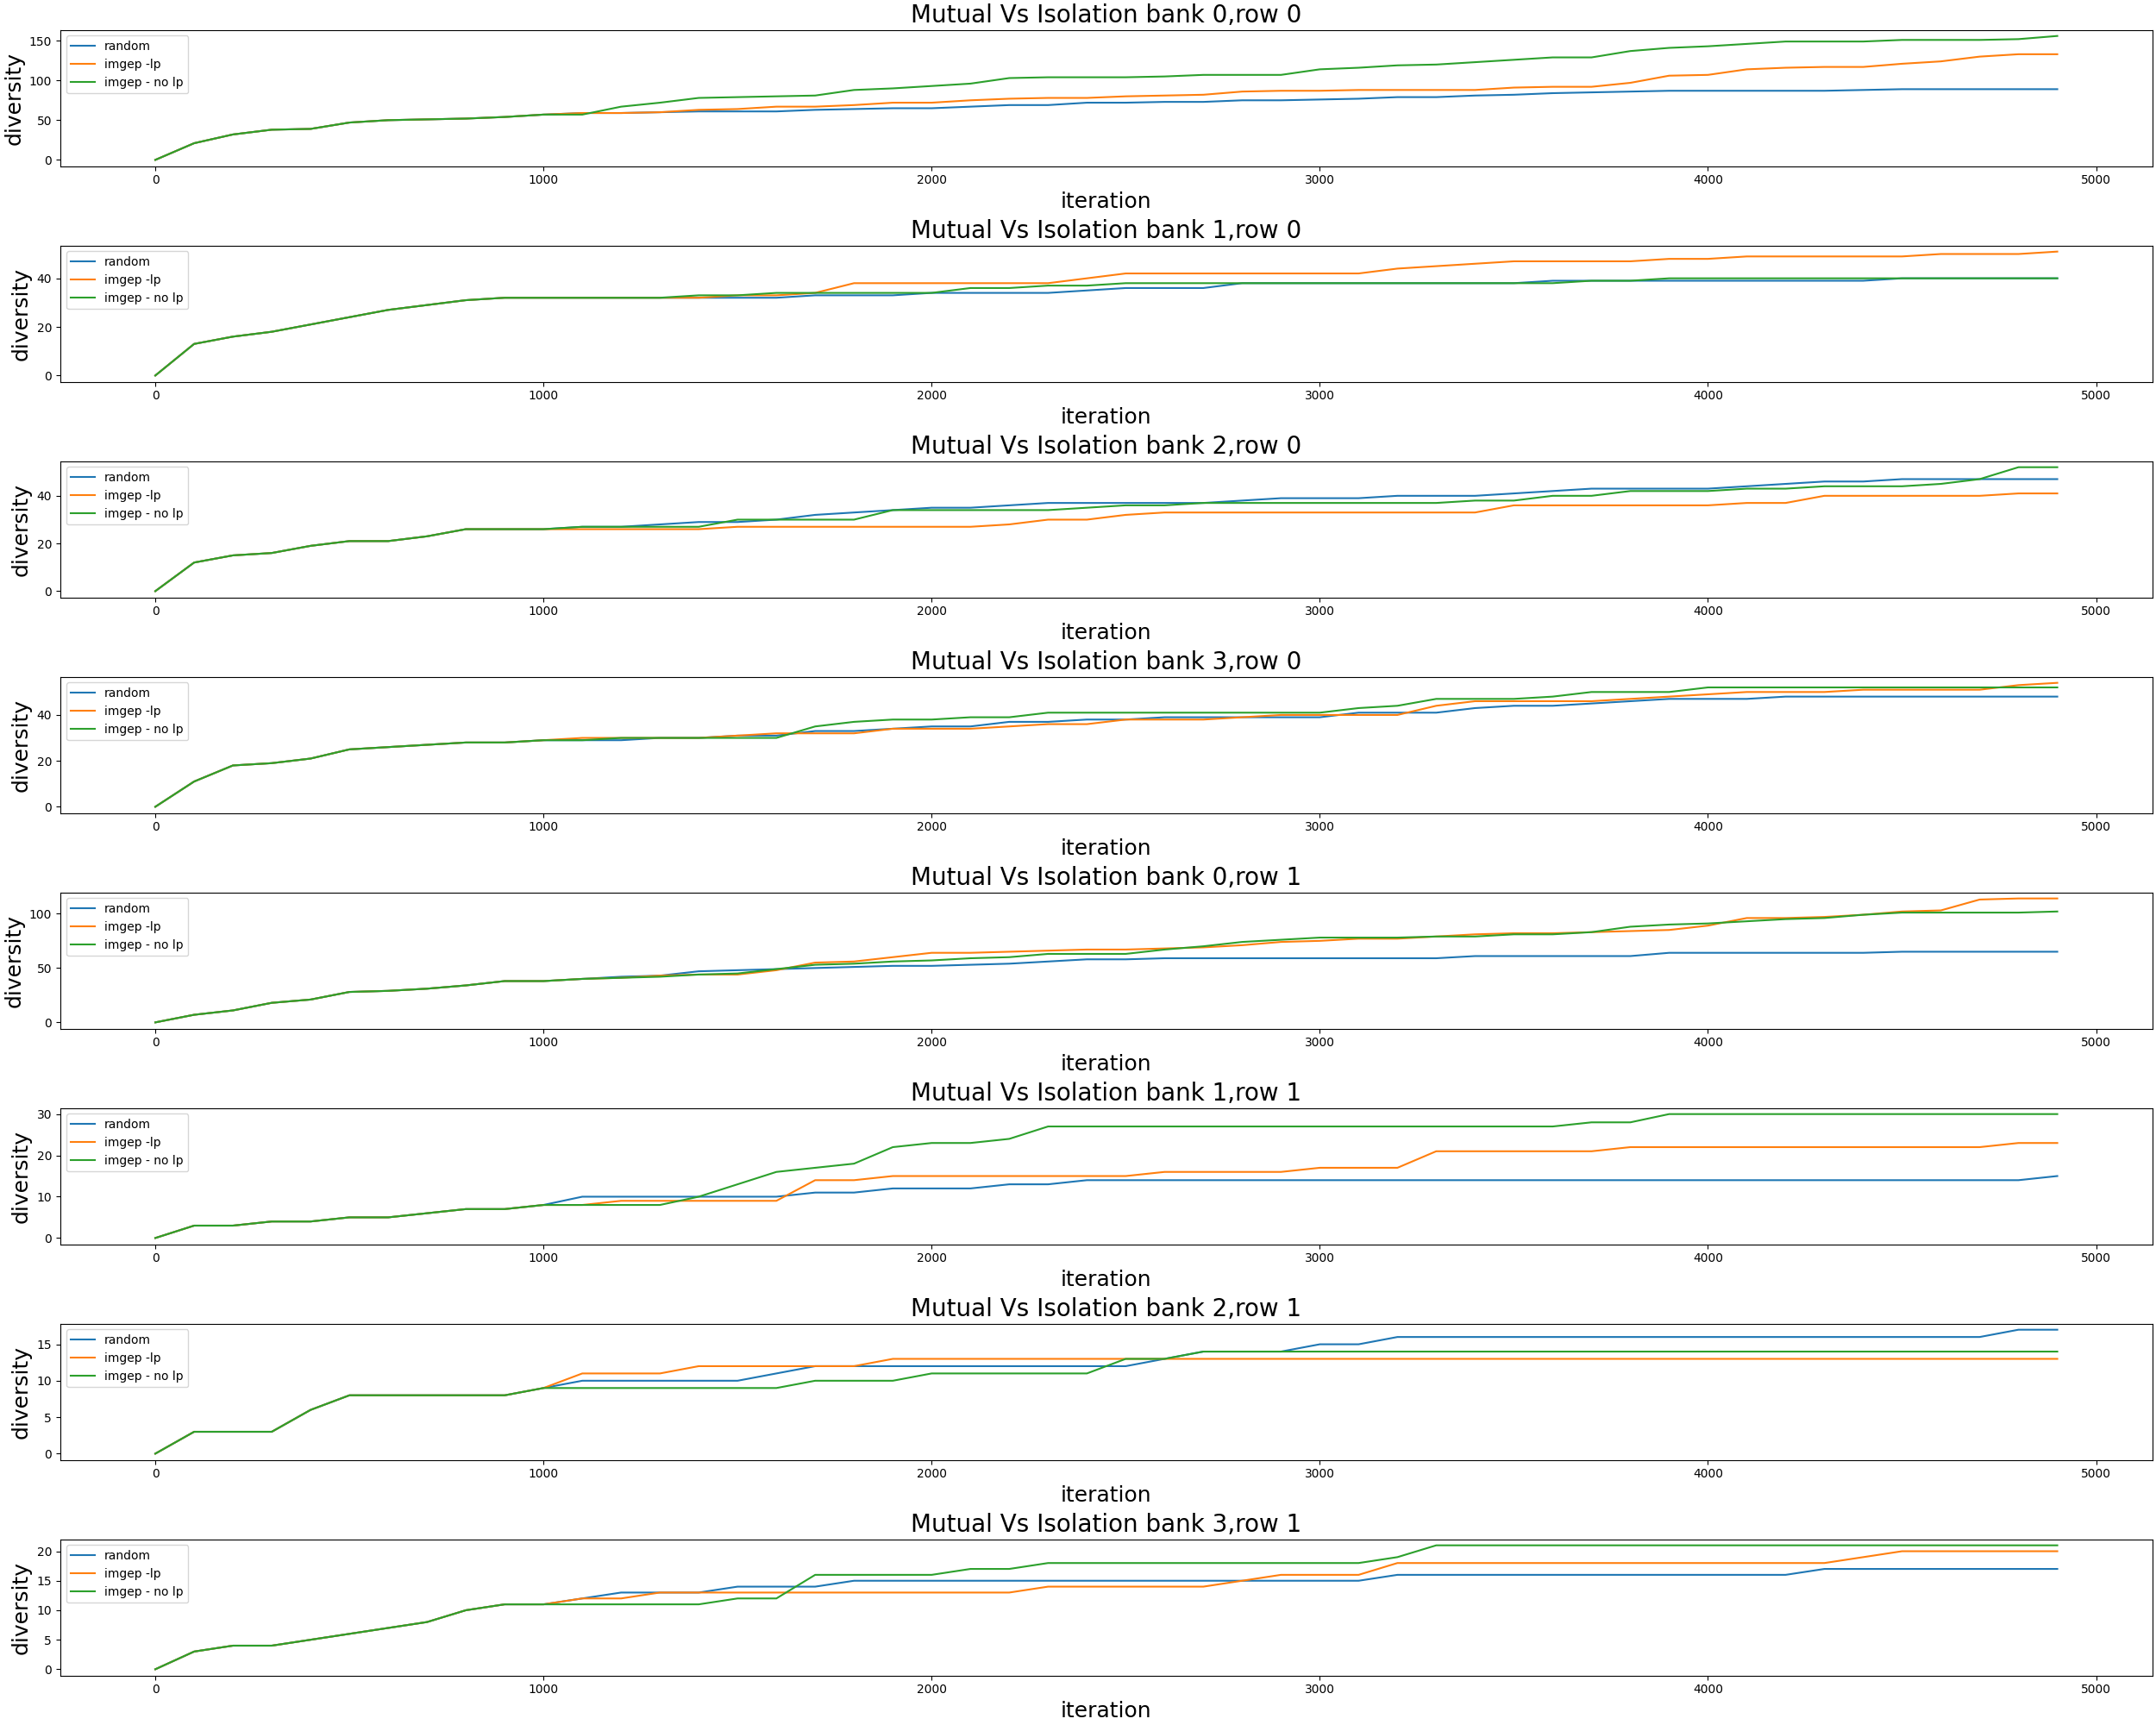 Mutual Vs Isolation bank 0,row 0
random
imgep -lp
imgep - no lp
diversity
150
100
50
0
0 1000 2000 3000 4000 5000
iteration
Mutual Vs Isolation bank 1,row 0
random
imgep -lp
imgep - no lp
diversity
40
20
0
0 1000 2000 3000 4000 5000
iteration
Mutual Vs Isolation bank 2,row 0
random
imgep -lp
imgep - no lp
diversity
40
20
0
0 1000 2000 3000 4000 5000
iteration
Mutual Vs Isolation bank 3,row 0
random
imgep -lp
imgep - no lp
diversity
40
20
0
0 1000 2000 3000 4000 5000
iteration
Mutual Vs Isolation bank 0,row 1
random
imgep -lp
imgep - no lp
diversity
100
50
0
0 1000 2000 3000 4000 5000
iteration
Mutual Vs Isolation bank 1,row 1
random
imgep -lp
imgep - no lp
diversity
30
20
10
0
0 1000 2000 3000 4000 5000
iteration
Mutual Vs Isolation bank 2,row 1
random
imgep -lp
imgep - no lp
diversity
15
10
5
0
0 1000 2000 3000 4000 5000
iteration
Mutual Vs Isolation bank 3,row 1
random
imgep -lp
imgep - no lp
diversity
20
15
10
5
0
0 1000 2000 3000 4000 5000
iteration